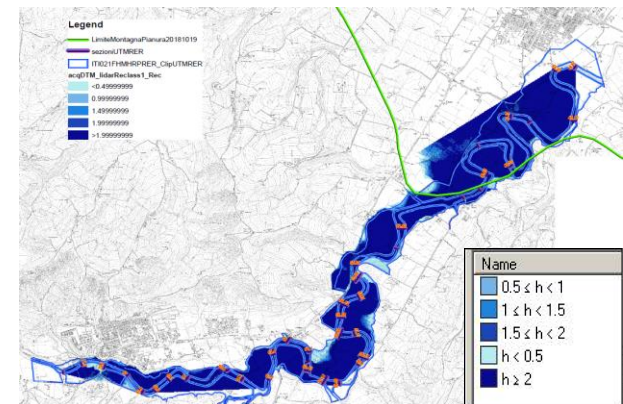 Legend
LimiteMontagnaPianura20181019
sezioniUTMRER
ITI021FHMHRPRER_ClipUTMRER
acqDTM_lidarReclass1_Rec
<0.49999999
0.99999999
1.49999999
1.99999999
>1.99999999
Name
0.5 ≤ h < 1
1 ≤ h < 1.5
1.5 ≤ h < 2
h < 0.5
h ≥ 2